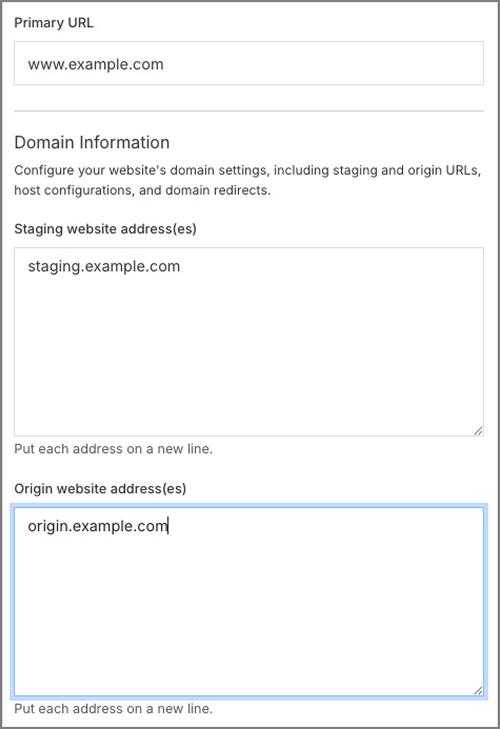 Primary URL
www.example.com
Domain Information
Configure your website's domain settings, including staging and origin URLs,
host configurations, and domain redirects.
Staging website address(es)
staging.example.com
Put each address on a new line.
Origin website address(es)
origin.example.com
Put each address on a new line.